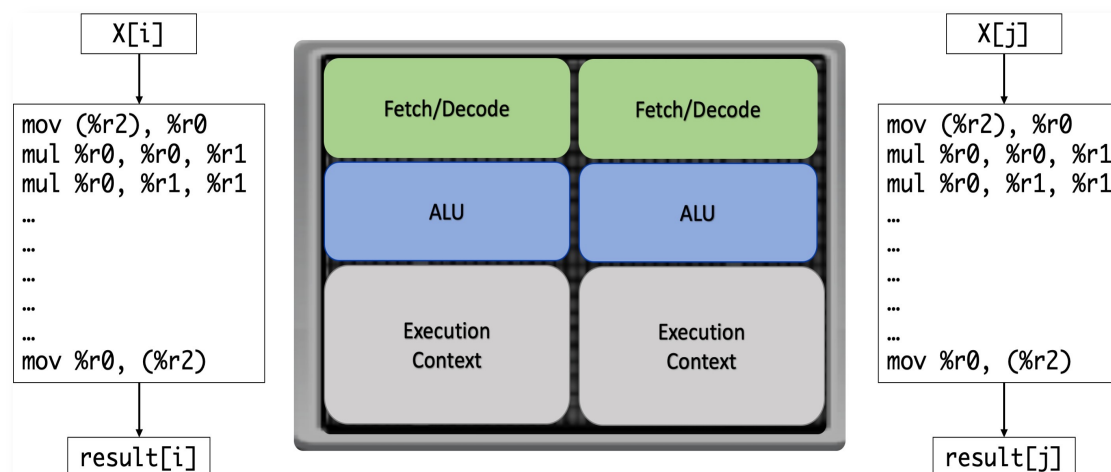 X[i]
mov (%r2), %r0
mul %r0, %r0, %r1
mul %r0, %r1, %r1
…
…
…
…
…
mov %r0, (%r2)
result[i]
Fetch/Decode
Fetch/Decode
ALU
ALU
Execution
Context
Execution
Context
X[j]
mov (%r2), %r0
mul %r0, %r0, %r1
mul %r0, %r1, %r1
…
…
…
…
…
mov %r0, (%r2)
result[j]